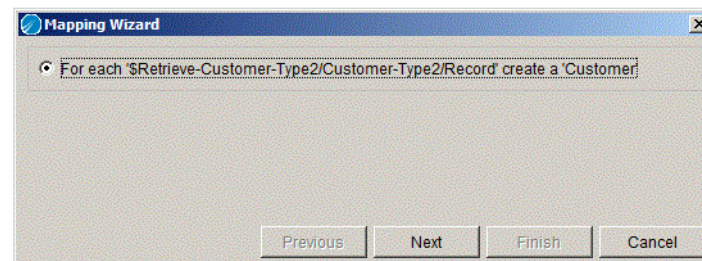 Mapping Wizard
For each '$Retrieve-Customer-Type2/Customer-Type2/Record' create a 'Customer'
Previous Next Finish Cancel